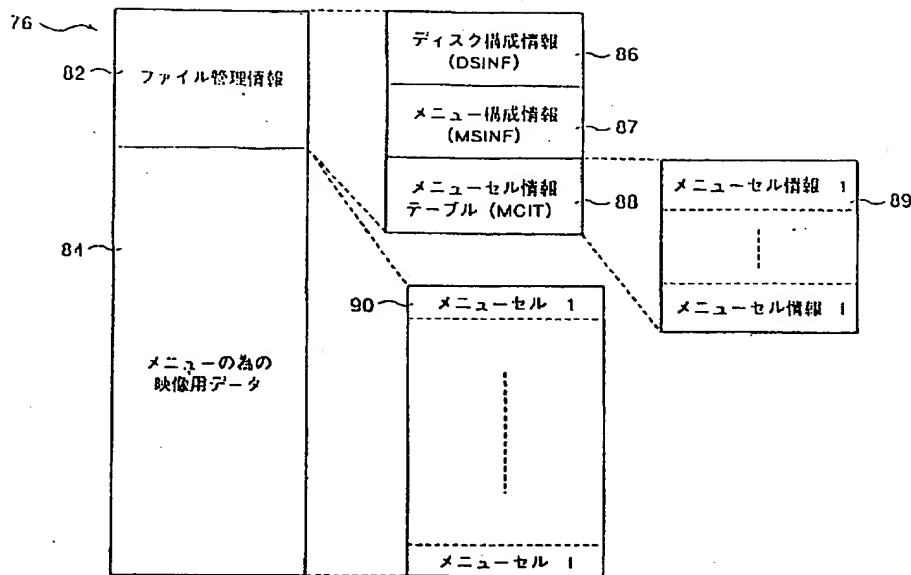 76
82
ファイル管理情報
84
メニューの為の
映像用データ
ディスク構成情報
(DSINF)
86
メニュー構成情報
(MSINF)
87
メニューセル情報
テーブル (MCIT)
88
メニューセル情報 1
89
メニューセル情報 I
90
メニューセル 1
メニューセル I